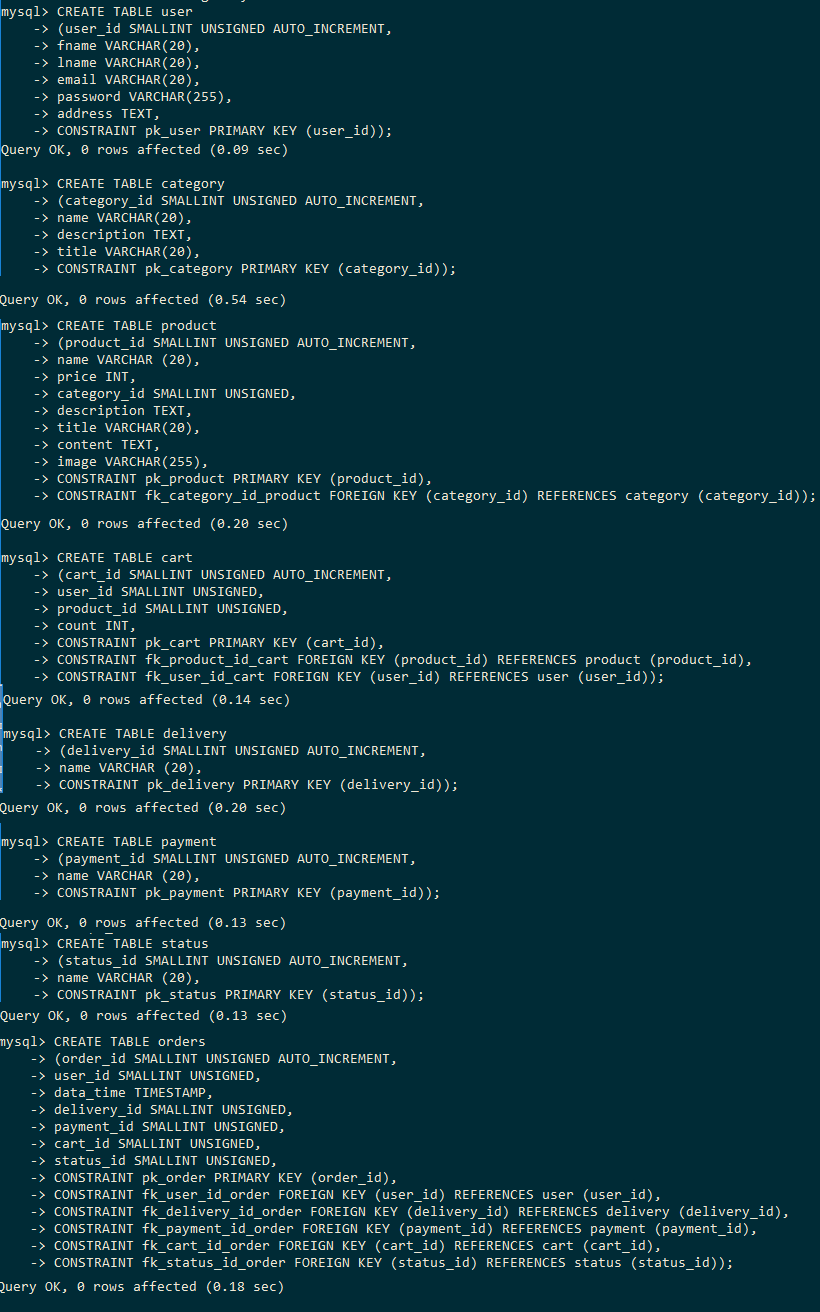 mysql> CREATE TABLE user
-> (user_id SMALLINT UNSIGNED AUTO_INCREMENT,
-> fname VARCHAR(20),
-> lname VARCHAR(20),
-> email VARCHAR(20),
-> password VARCHAR(255),
-> address TEXT,
-> CONSTRAINT pk_user PRIMARY KEY (user_id));
Query OK, 0 rows affected (0.09 sec)
mysql> CREATE TABLE category
-> (category_id SMALLINT UNSIGNED AUTO_INCREMENT,
-> name VARCHAR(20),
-> description TEXT,
-> title VARCHAR(20),
-> CONSTRAINT pk_category PRIMARY KEY (category_id));
Query OK, 0 rows affected (0.54 sec)
mysql> CREATE TABLE product
-> (product_id SMALLINT UNSIGNED AUTO_INCREMENT,
-> name VARCHAR (20),
-> price INT,
-> category_id SMALLINT UNSIGNED,
-> description TEXT,
-> title VARCHAR(20),
-> content TEXT,
-> image VARCHAR(255),
-> CONSTRAINT pk_product PRIMARY KEY (product_id),
-> CONSTRAINT fk_category_id_product FOREIGN KEY (category_id) REFERENCES category (category_id));
Query OK, 0 rows affected (0.20 sec)
mysql> CREATE TABLE cart
-> (cart_id SMALLINT UNSIGNED AUTO_INCREMENT,
-> user_id SMALLINT UNSIGNED,
-> product_id SMALLINT UNSIGNED,
-> count INT,
-> CONSTRAINT pk_cart PRIMARY KEY (cart_id),
-> CONSTRAINT fk_product_id_cart FOREIGN KEY (product_id) REFERENCES product (product_id),
-> CONSTRAINT fk_user_id_cart FOREIGN KEY (user_id) REFERENCES user (user_id));
Query OK, 0 rows affected (0.14 sec)
mysql> CREATE TABLE delivery
-> (delivery_id SMALLINT UNSIGNED AUTO_INCREMENT,
-> name VARCHAR (20),
-> CONSTRAINT pk_delivery PRIMARY KEY (delivery_id));
Query OK, 0 rows affected (0.20 sec)
mysql> CREATE TABLE payment
-> (payment_id SMALLINT UNSIGNED AUTO_INCREMENT,
-> name VARCHAR (20),
-> CONSTRAINT pk_payment PRIMARY KEY (payment_id));
Query OK, 0 rows affected (0.13 sec)
mysql> CREATE TABLE status
-> (status_id SMALLINT UNSIGNED AUTO_INCREMENT,
-> name VARCHAR (20),
-> CONSTRAINT pk_status PRIMARY KEY (status_id));
Query OK, 0 rows affected (0.13 sec)
mysql> CREATE TABLE orders
-> (order_id SMALLINT UNSIGNED AUTO_INCREMENT,
-> user_id SMALLINT UNSIGNED,
-> data_time TIMESTAMP,
-> delivery_id SMALLINT UNSIGNED,
-> payment_id SMALLINT UNSIGNED,
-> cart_id SMALLINT UNSIGNED,
-> status_id SMALLINT UNSIGNED,
-> CONSTRAINT pk_order PRIMARY KEY (order_id),
-> CONSTRAINT fk_user_id_order FOREIGN KEY (user_id) REFERENCES user (user_id),
-> CONSTRAINT fk_delivery_id_order FOREIGN KEY (delivery_id) REFERENCES delivery (delivery_id),
-> CONSTRAINT fk_payment_id_order FOREIGN KEY (payment_id) REFERENCES payment (payment_id),
-> CONSTRAINT fk_cart_id_order FOREIGN KEY (cart_id) REFERENCES cart (cart_id),
-> CONSTRAINT fk_status_id_order FOREIGN KEY (status_id) REFERENCES status (status_id));
Query OK, 0 rows affected (0.18 sec)